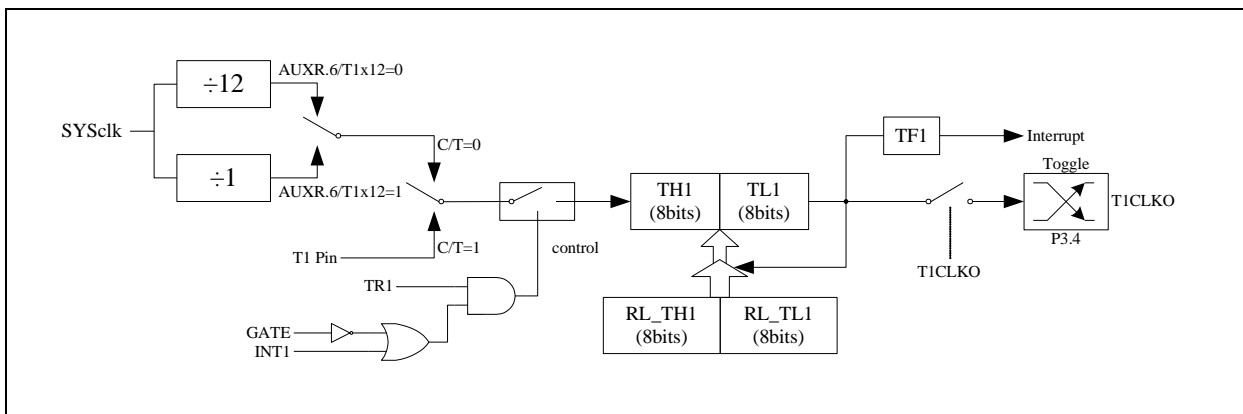 ÷12
AUXR.6/T1x12=0
SYSclk
÷1
AUXR.6/T1x12=1
C/T=0
C/T=1
T1 Pin
control
TR1
GATE
INT1
TH1
(8bits)
TL1
(8bits)
RL_TH1
(8bits)
RL_TL1
(8bits)
TF1
Interrupt
Toggle
T1CLKO
P3.4
T1CLKO